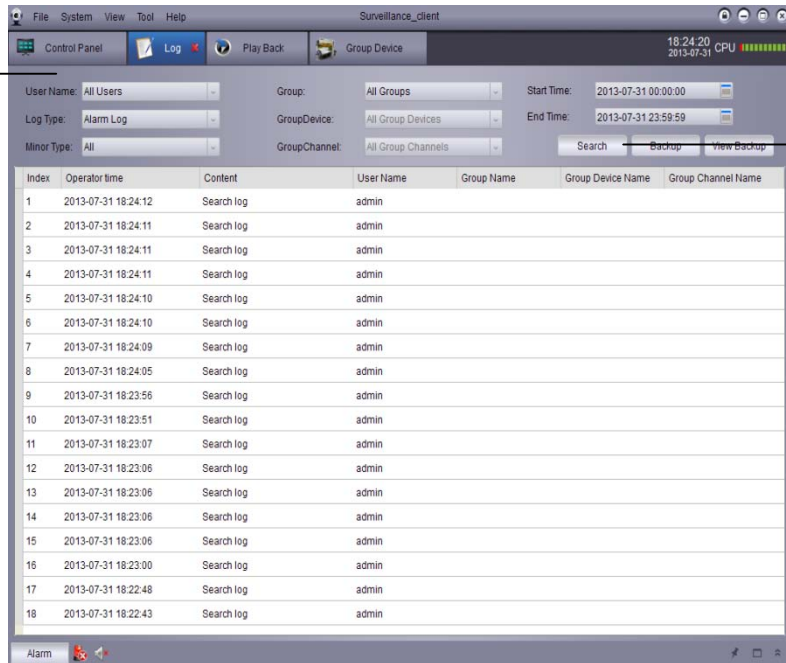 File System View Tool Help Surveillance_client
Control Panel Log Play Back Group Device 18:24:20 2013-07-31 CPU
User Name: All Users Group: All Groups Start Time: 2013-07-31 00:00:00
Log Type: Alarm Log GroupDevice: All Group Devices End Time: 2013-07-31 23:59:59
Minor Type: All GroupChannel: All Group Channels Search Backup View Backup
Index Operator time Content User Name Group Name Group Device Name Group Channel Name
1 2013-07-31 18:24:12 Search log admin
2 2013-07-31 18:24:11 Search log admin
3 2013-07-31 18:24:11 Search log admin
4 2013-07-31 18:24:11 Search log admin
5 2013-07-31 18:24:10 Search log admin
6 2013-07-31 18:24:10 Search log admin
7 2013-07-31 18:24:09 Search log admin
8 2013-07-31 18:24:05 Search log admin
9 2013-07-31 18:23:56 Search log admin
10 2013-07-31 18:23:51 Search log admin
11 2013-07-31 18:23:07 Search log admin
12 2013-07-31 18:23:06 Search log admin
13 2013-07-31 18:23:06 Search log admin
14 2013-07-31 18:23:06 Search log admin
15 2013-07-31 18:23:06 Search log admin
16 2013-07-31 18:23:00 Search log admin
17 2013-07-31 18:22:48 Search log admin
18 2013-07-31 18:22:43 Search log admin
Alarm